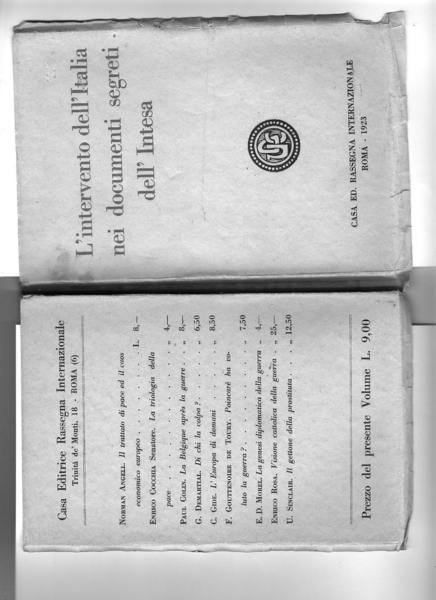 L'intervento dell'Italia
nei documenti segreti
dell' Intesa
CASA ED. RASSEGNA INTERNAZIONALE
ROMA - 1923
Casa Editrice Rassegna Internazionale
Trinità de' Monti, 18 - ROMA (6)
NORMAN ANGELL. Il trattato di pace ed il caos
economico europeo . . . . . . . . L. 8,—
ENRICO COCCHIA Senatore. La triologia della
pace . . . . . . . . . . . . . „ 4,—
PAUL COLIN. La Belgique après la guerre . . „ 8,—
G. DEMARTIAL. Di chi la colpa? . . . . . „ 6,50
C. GIDE. L' Europa di domani . . . . . . „ 8,50
F. GOUTTENOIRE DE TOURY. Poincaré ha vo-
luto la guerra? . . . . . . . . . „ 7,50
E. D. MOREL. La genesi diplomatica della guerra „ 4,—
ENRICO ROSA. Visione cattolica della guerra . „ 25,—
U. SINCLAIR. Il gettone della prostituta . . „ 12,50
Prezzo del presente Volume L. 9,00